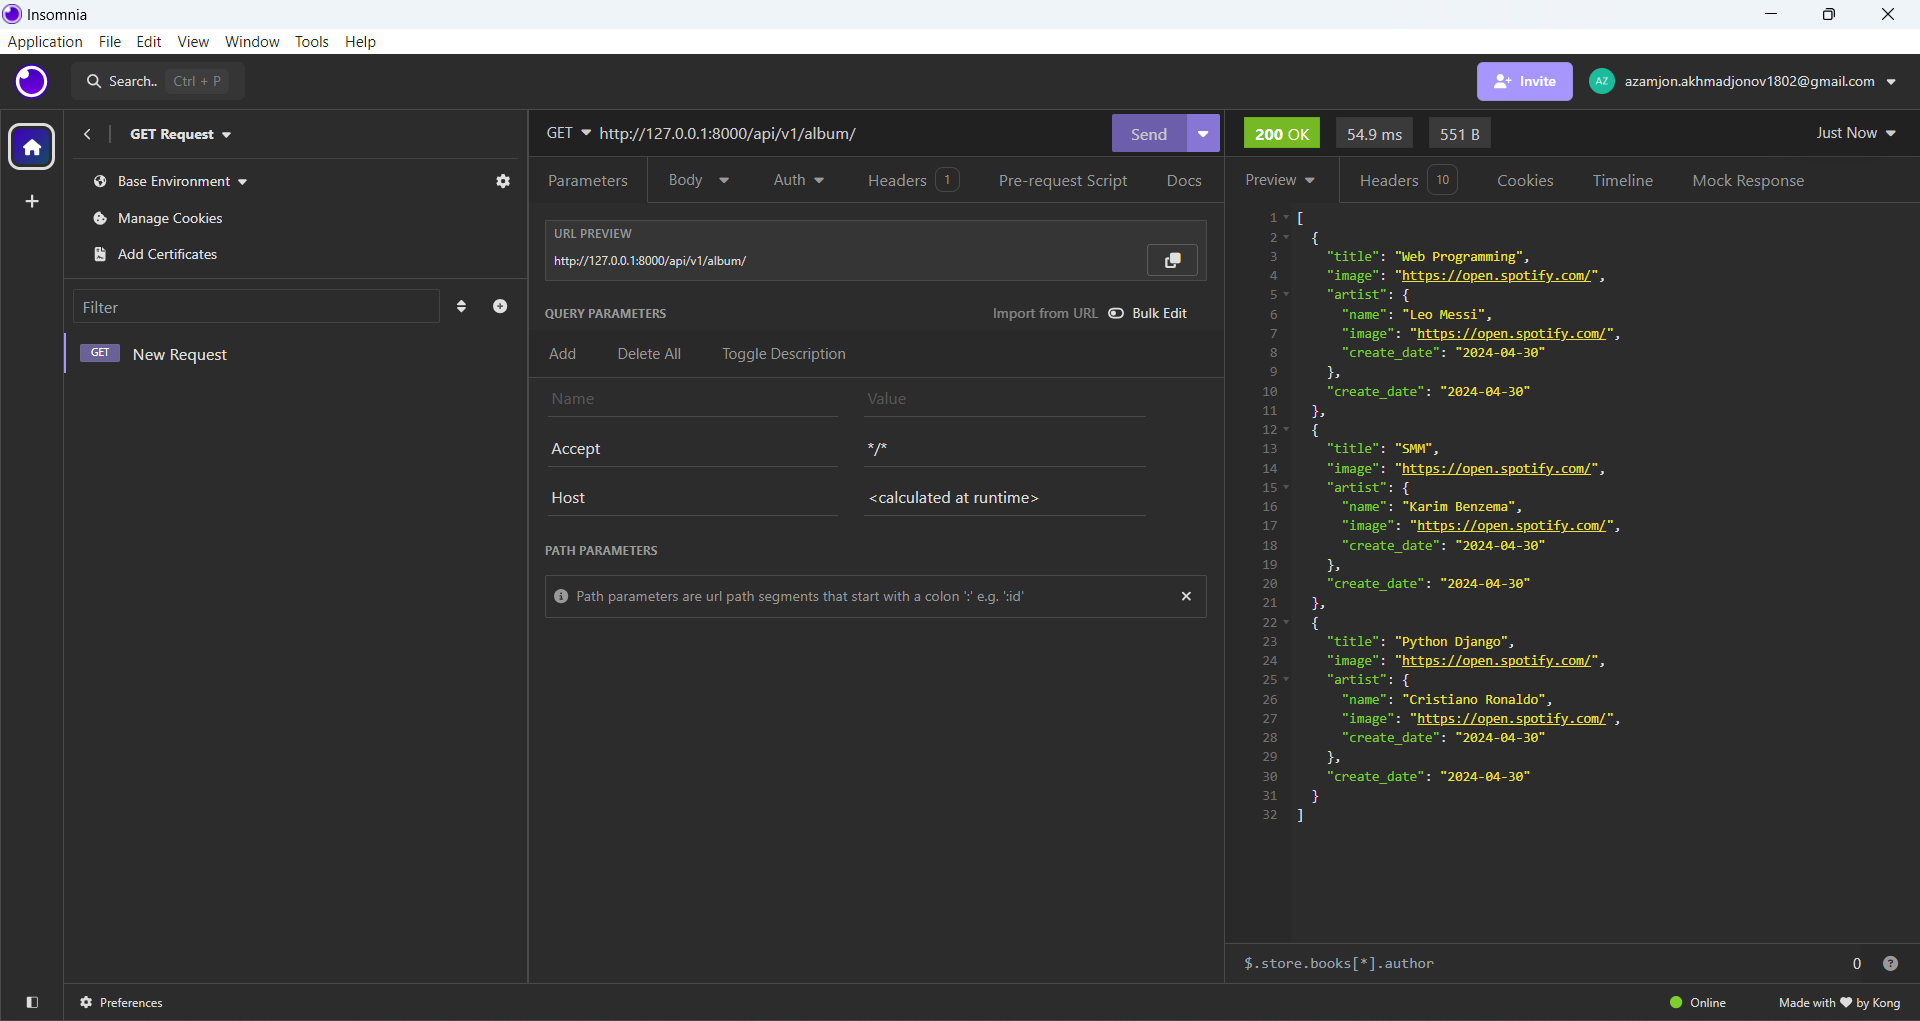 Insomnia
Application File Edit View Window Tools Help
Search.. Ctrl + P
Invite
AZ azamjon.akhmadjonov1802@gmail.com
GET Request
Base Environment
Manage Cookies
Add Certificates
Filter
GET New Request
GET http://127.0.0.1:8000/api/v1/album/ Send
Parameters Body Auth Headers 1 Pre-request Script Docs
URL PREVIEW
http://127.0.0.1:8000/api/v1/album/
QUERY PARAMETERS Import from URL Bulk Edit
Add Delete All Toggle Description
Name Value
Accept */*
Host <calculated at runtime>
PATH PARAMETERS
Path parameters are url path segments that start with a colon ':' e.g. ':id'
200 OK 54.9 ms 551 B Just Now
Preview Headers 10 Cookies Timeline Mock Response
1 [
2 {
3 "title": "Web Programming",
4 "image": "https://open.spotify.com/",
5 "artist": {
6 "name": "Leo Messi",
7 "image": "https://open.spotify.com/",
8 "create_date": "2024-04-30"
9 },
10 "create_date": "2024-04-30"
11 },
12 {
13 "title": "SMM",
14 "image": "https://open.spotify.com/",
15 "artist": {
16 "name": "Karim Benzema",
17 "image": "https://open.spotify.com/",
18 "create_date": "2024-04-30"
19 },
20 "create_date": "2024-04-30"
21 },
22 {
23 "title": "Python Django",
24 "image": "https://open.spotify.com/",
25 "artist": {
26 "name": "Cristiano Ronaldo",
27 "image": "https://open.spotify.com/",
28 "create_date": "2024-04-30"
29 },
30 "create_date": "2024-04-30"
31 }
32 ]
$.store.books[*].author 0 ?
Preferences
Online Made with ♥ by Kong